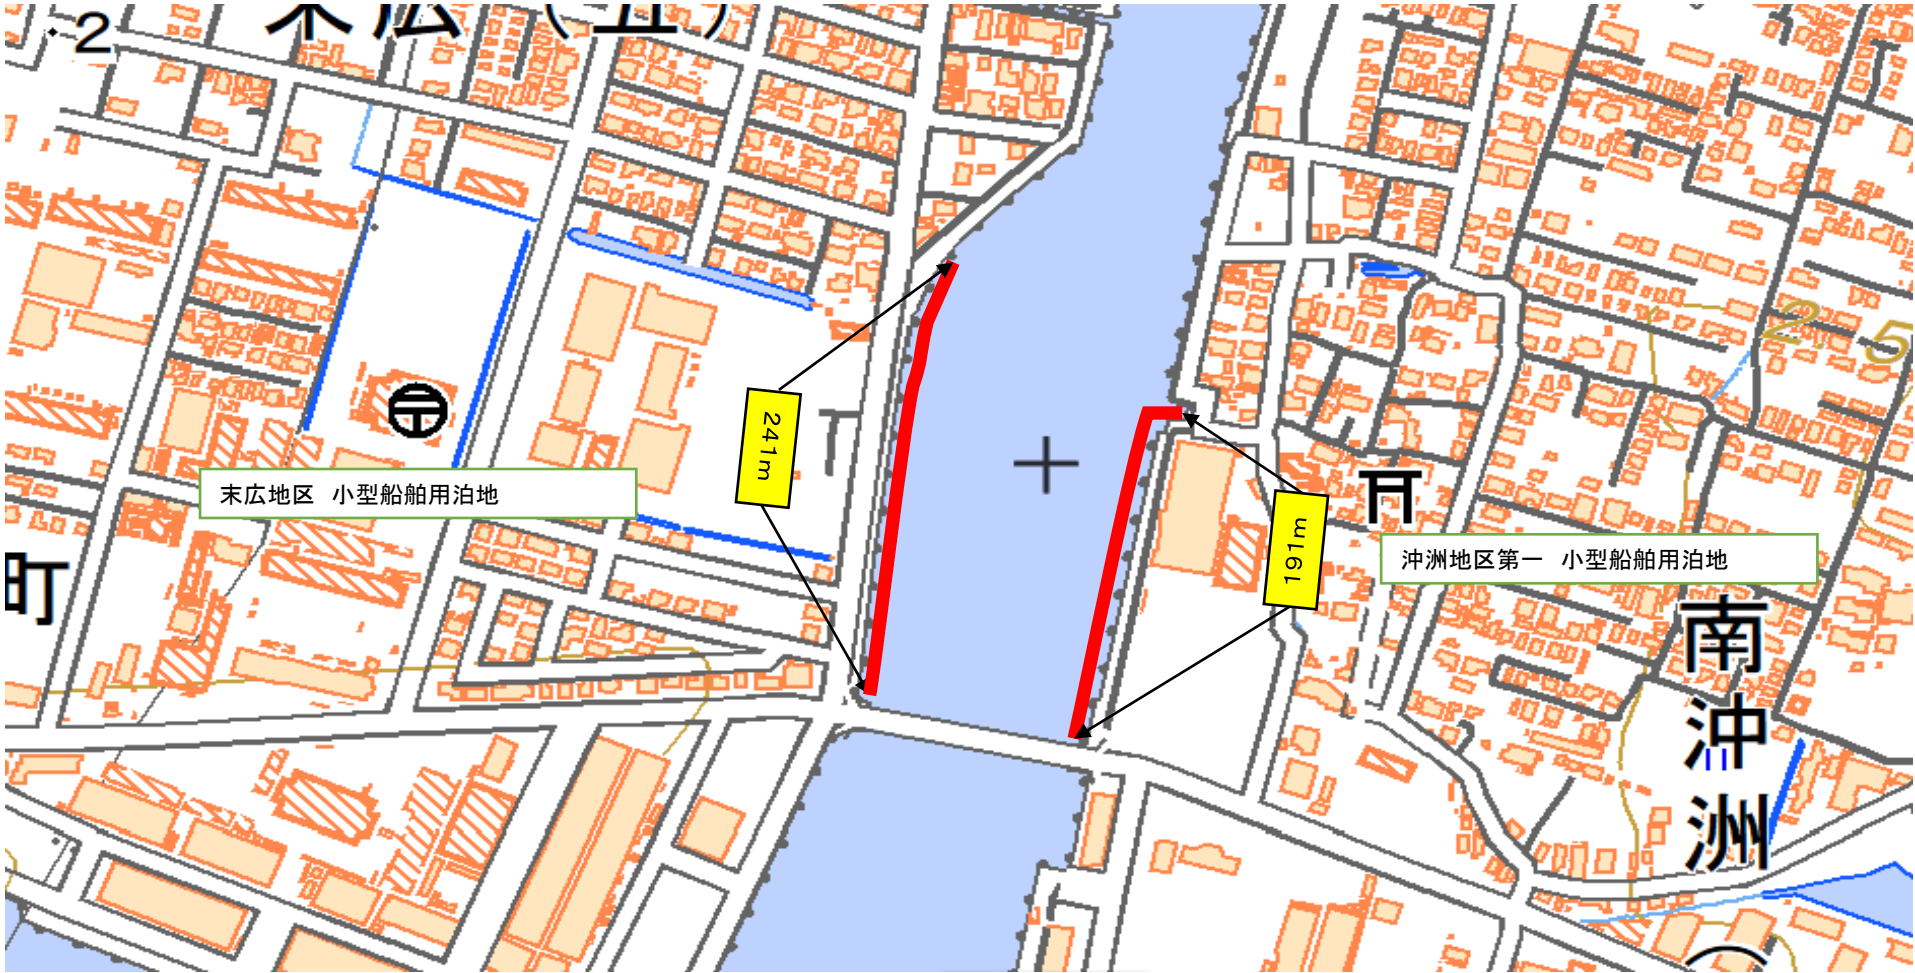 末広（五）
・2
241m
末広地区　小型船舶用泊地
191m
沖洲地区第一　小型船舶用泊地
町
2.5
南沖洲